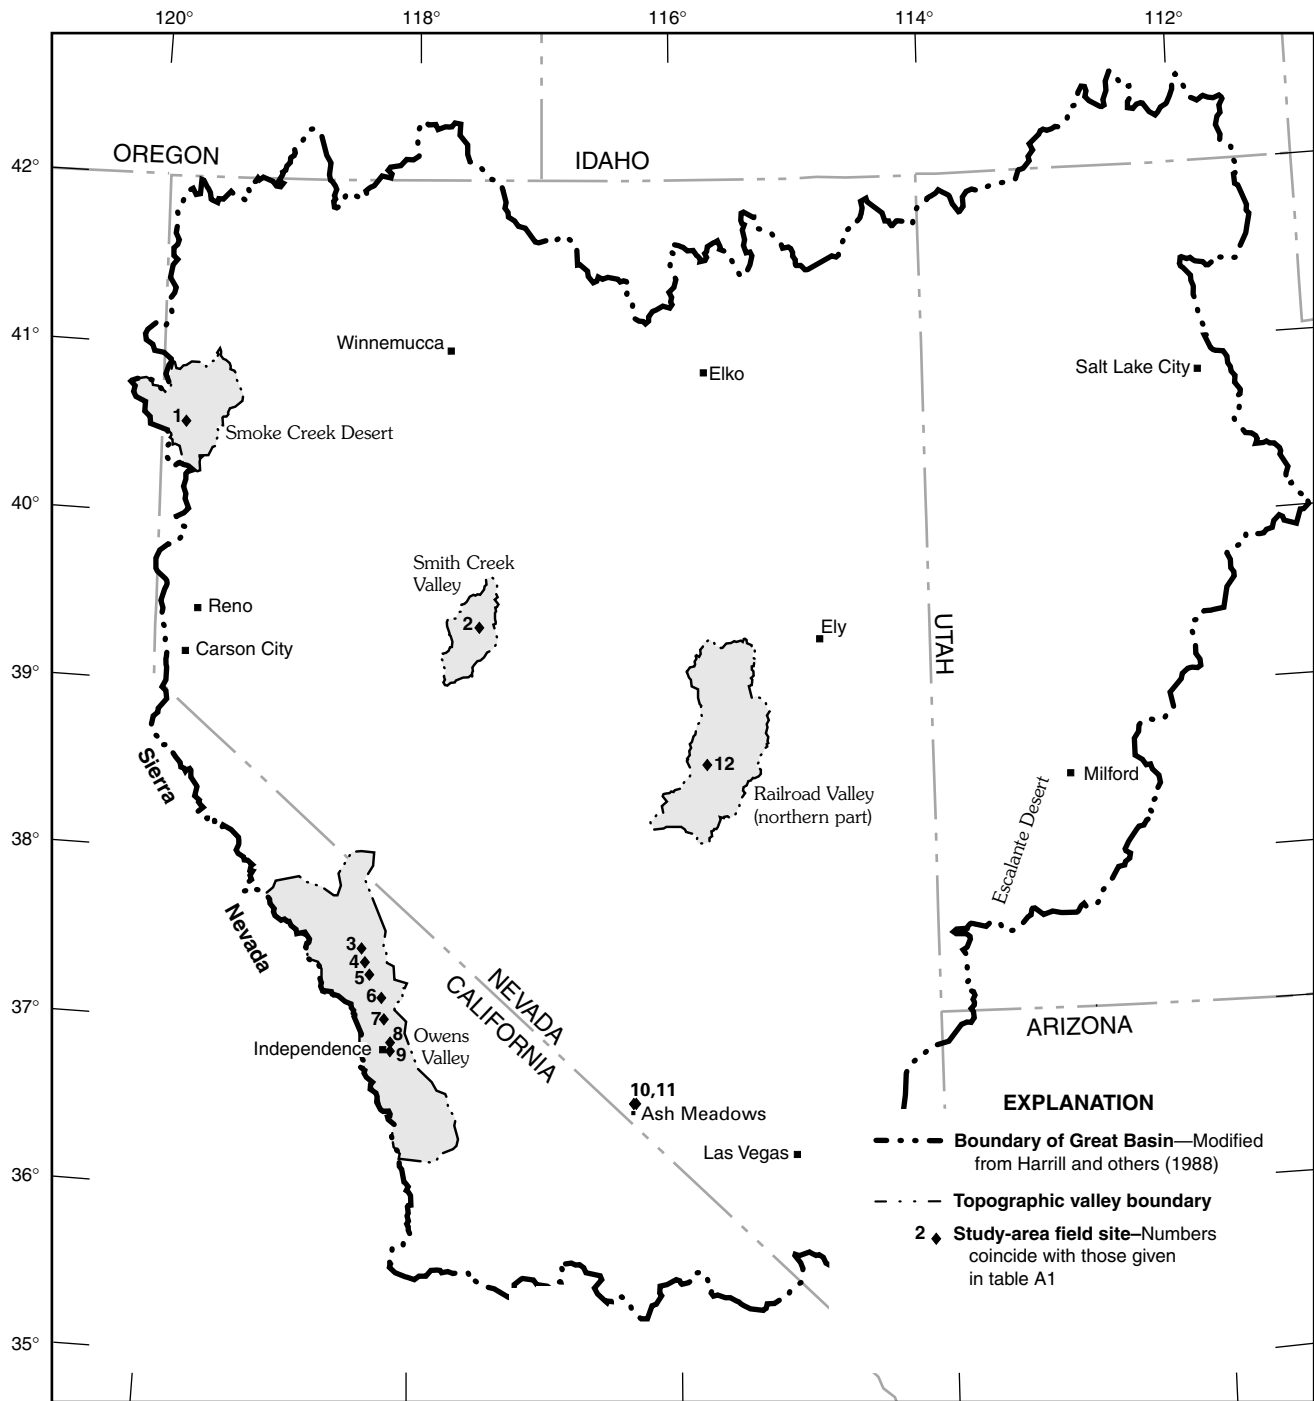 120°
118°
116°
114°
112°
OREGON
IDAHO
42°
41°
Winnemucca
Elko
Salt Lake City
1
Smoke Creek Desert
40°
Smith Creek
Valley
2
Reno
Carson City
Ely
UTAH
39°
Sierra
12
Railroad Valley
(northern part)
Milford
Escalante Desert
38°
Nevada
3
4
5
6
7
8
9
37°
NEVADA
CALIFORNIA
Owens
Valley
Independence
ARIZONA
10,11
Ash Meadows
Las Vegas
36°
35°
EXPLANATION
Boundary of Great Basin—Modified
from Harrill and others (1988)
Topographic valley boundary
2
Study-area field site–Numbers
coincide with those given
in table A1